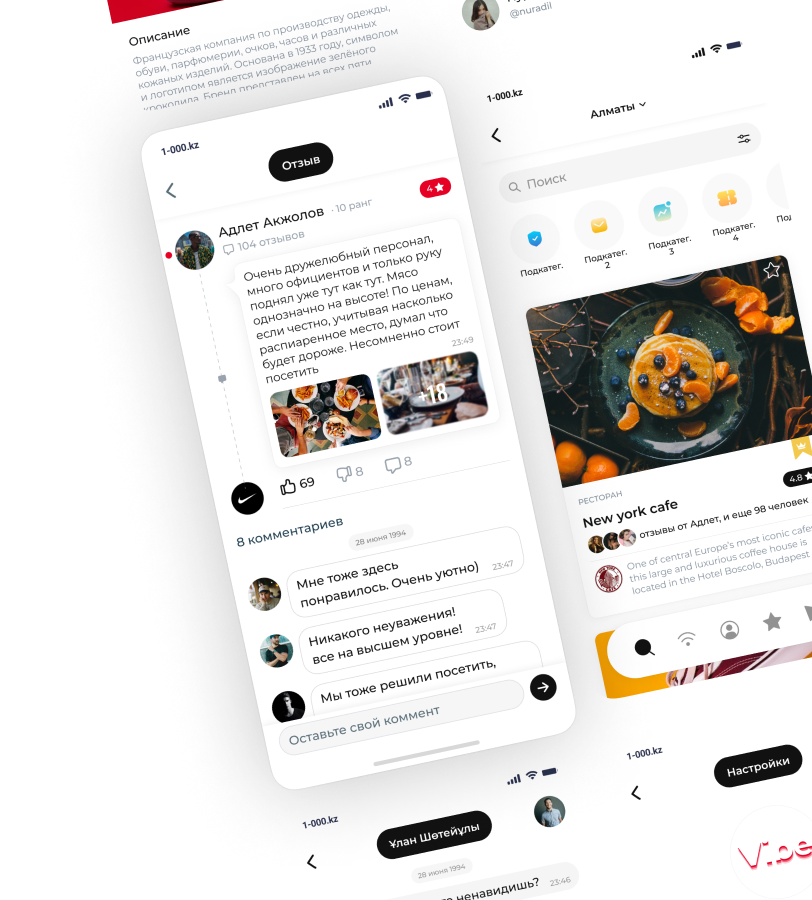 Описание
Французская компания по производству одежды,
обуви, парфюмерии, очков, часов и различных
кожаных изделий. Основана в 1933 году, символом
и логотипом является изображение зелёного
крокодила. Бренд представлен на всех пяти
@nuradil
1-000.kz
Отзыв
Адлет Акжолов · 10 ранг
104 отзывов
4
Очень дружелюбный персонал,
много официентов и только руку
поднял уже тут как тут. Мясо
однозначно на высоте! По ценам,
если честно, учитывая насколько
распиаренное место, думал что
будет дороже. Несомненно стоит
посетить
23:49
+18
69
8
8
8 комментариев
28 июня 1994
Мне тоже здесь
понравилось. Очень уютно)
23:47
Никакого неуважения!
все на высшем уровне!
23:47
Мы тоже решили посетить,
Оставьте свой коммент
1-000.kz
Алматы
Поиск
Подкатег.
Подкатег.
2
Подкатег.
3
Подкатег.
4
РЕСТОРАН
4.8
New york cafe
отзывы от Адлет, и еще 98 человек
One of central Europe's most iconic cafes
this large and luxurious coffee house is
located in the Hotel Boscolo, Budapest
1-000.kz
Ұлан Шөтейұлы
28 июня 1994
ненавидишь?
23:46
1-000.kz
Настройки